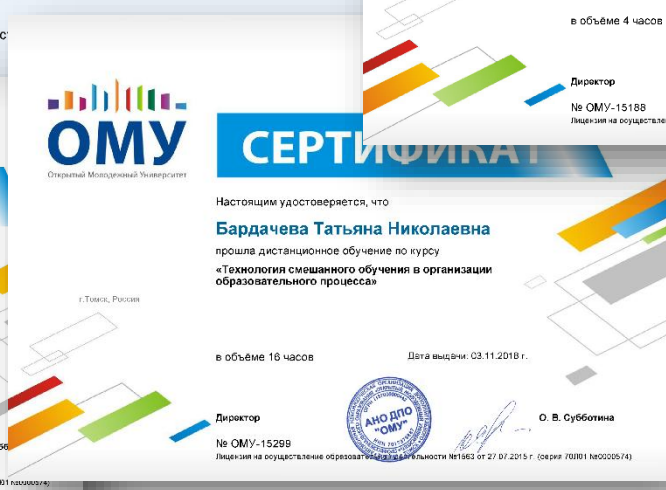 в объёме 4 часов
Директор
№ ОМУ-15188
Лицензия на осуществле
ОМУ
Открытый Молодежный Университет
СЕРТИФИКАТ
Настоящим удостоверяется, что
Бардачева Татьяна Николаевна
прошла дистанционное обучение по курсу
«Технология смешанного обучения в организации
образовательного процесса»
г.Томск, Россия
в объёме 16 часов
Дата выдачи: 03.11.2018 г.
АНО ДПО
"ОМУ"
Директор
О. В. Субботина
№ ОМУ-15299
Лицензия на осуществление образовательной деятельности №1563 от 27.07.2015 г. (серия 70Л01 №0000574)